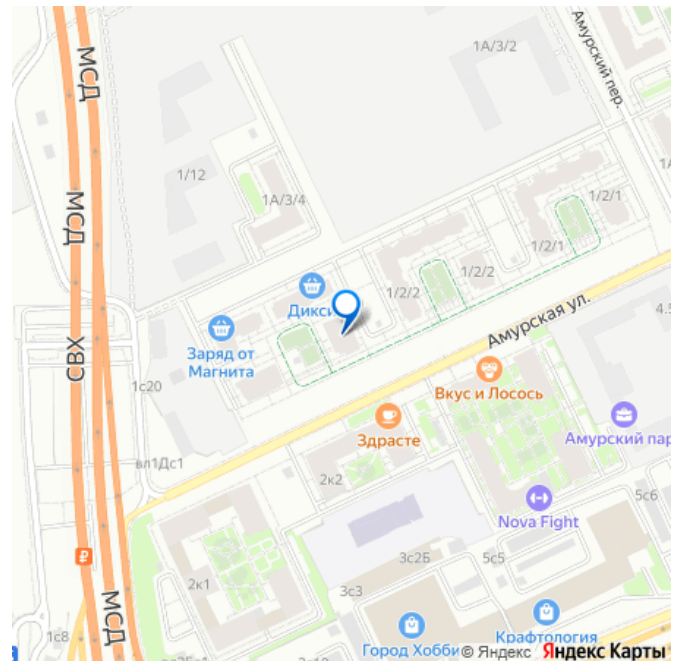 МСД
1А/3/2
Амурский пер.
1/12
1А/3/4
1/2/1
МСД
1/2/1
1/2/2
1/2/2
Дикси
Амурская ул.
СВХ
Заряд от
Магнита
1с20
Вкус и Лосось
Здрасте
Амурский пар
вл1Дс1
2к2
5с6
Nova Fight
3с2Б
5с5
2к1
3с3
МСД
1с8
Город Хобби
Крафтология
© Яндекс Яндекс Карты